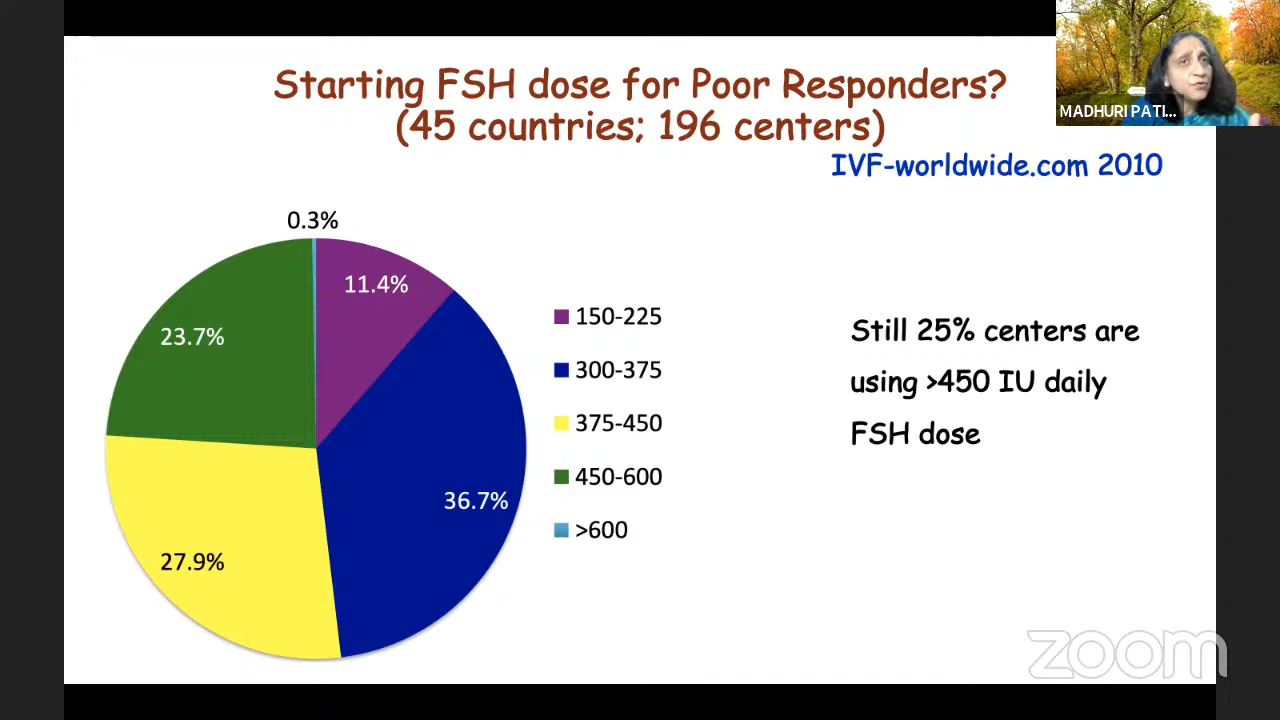 Starting FSH dose for Poor Responders?
(45 countries; 196 centers)
MADHURI PATI...
IVF-worldwide.com 2010
0.3%
11.4%
23.7%
36.7%
27.9%
150-225
300-375
375-450
450-600
>600
Still 25% centers are
using >450 IU daily
FSH dose
zoom